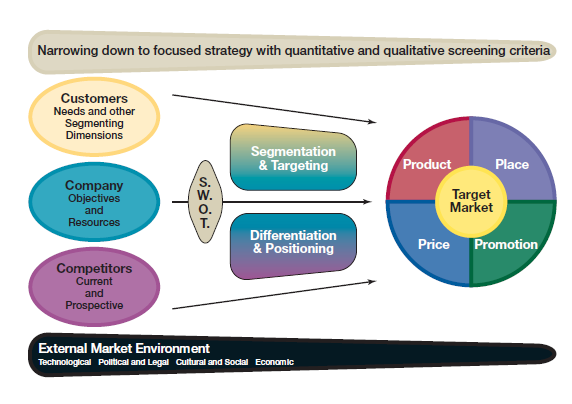 Narrowing down to focused strategy with quantitative and qualitative screening criteria
Customers
Needs and other
Segmenting
Dimensions
Company
Objectives
and
Resources
Competitors
Current
and
Prospective
S.
W.
O.
T.
Segmentation
& Targeting
Differentiation
& Positioning
Product
Place
Target
Market
Price
Promotion
External Market Environment
Technological Political and Legal Cultural and Social Economic